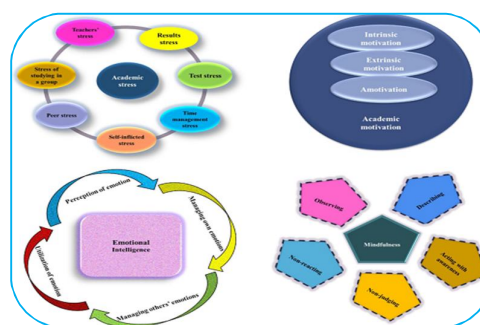 Teachers'
stress
Results
stress
Stress of
studying in
a group
Academic
stress
Test stress
Peer stress
Time
management
stress
Self-inflicted
stress
Intrinsic
motivation
Extrinsic
motivation
Amotivation
Academic
motivation
Perception of emotion
Managing own emotions
Emotional
Intelligence
Utilisation of emotion
Managing others' emotions
Observing
Describing
Mindfulness
Non-reacting
Acting with
awareness
Non-judging